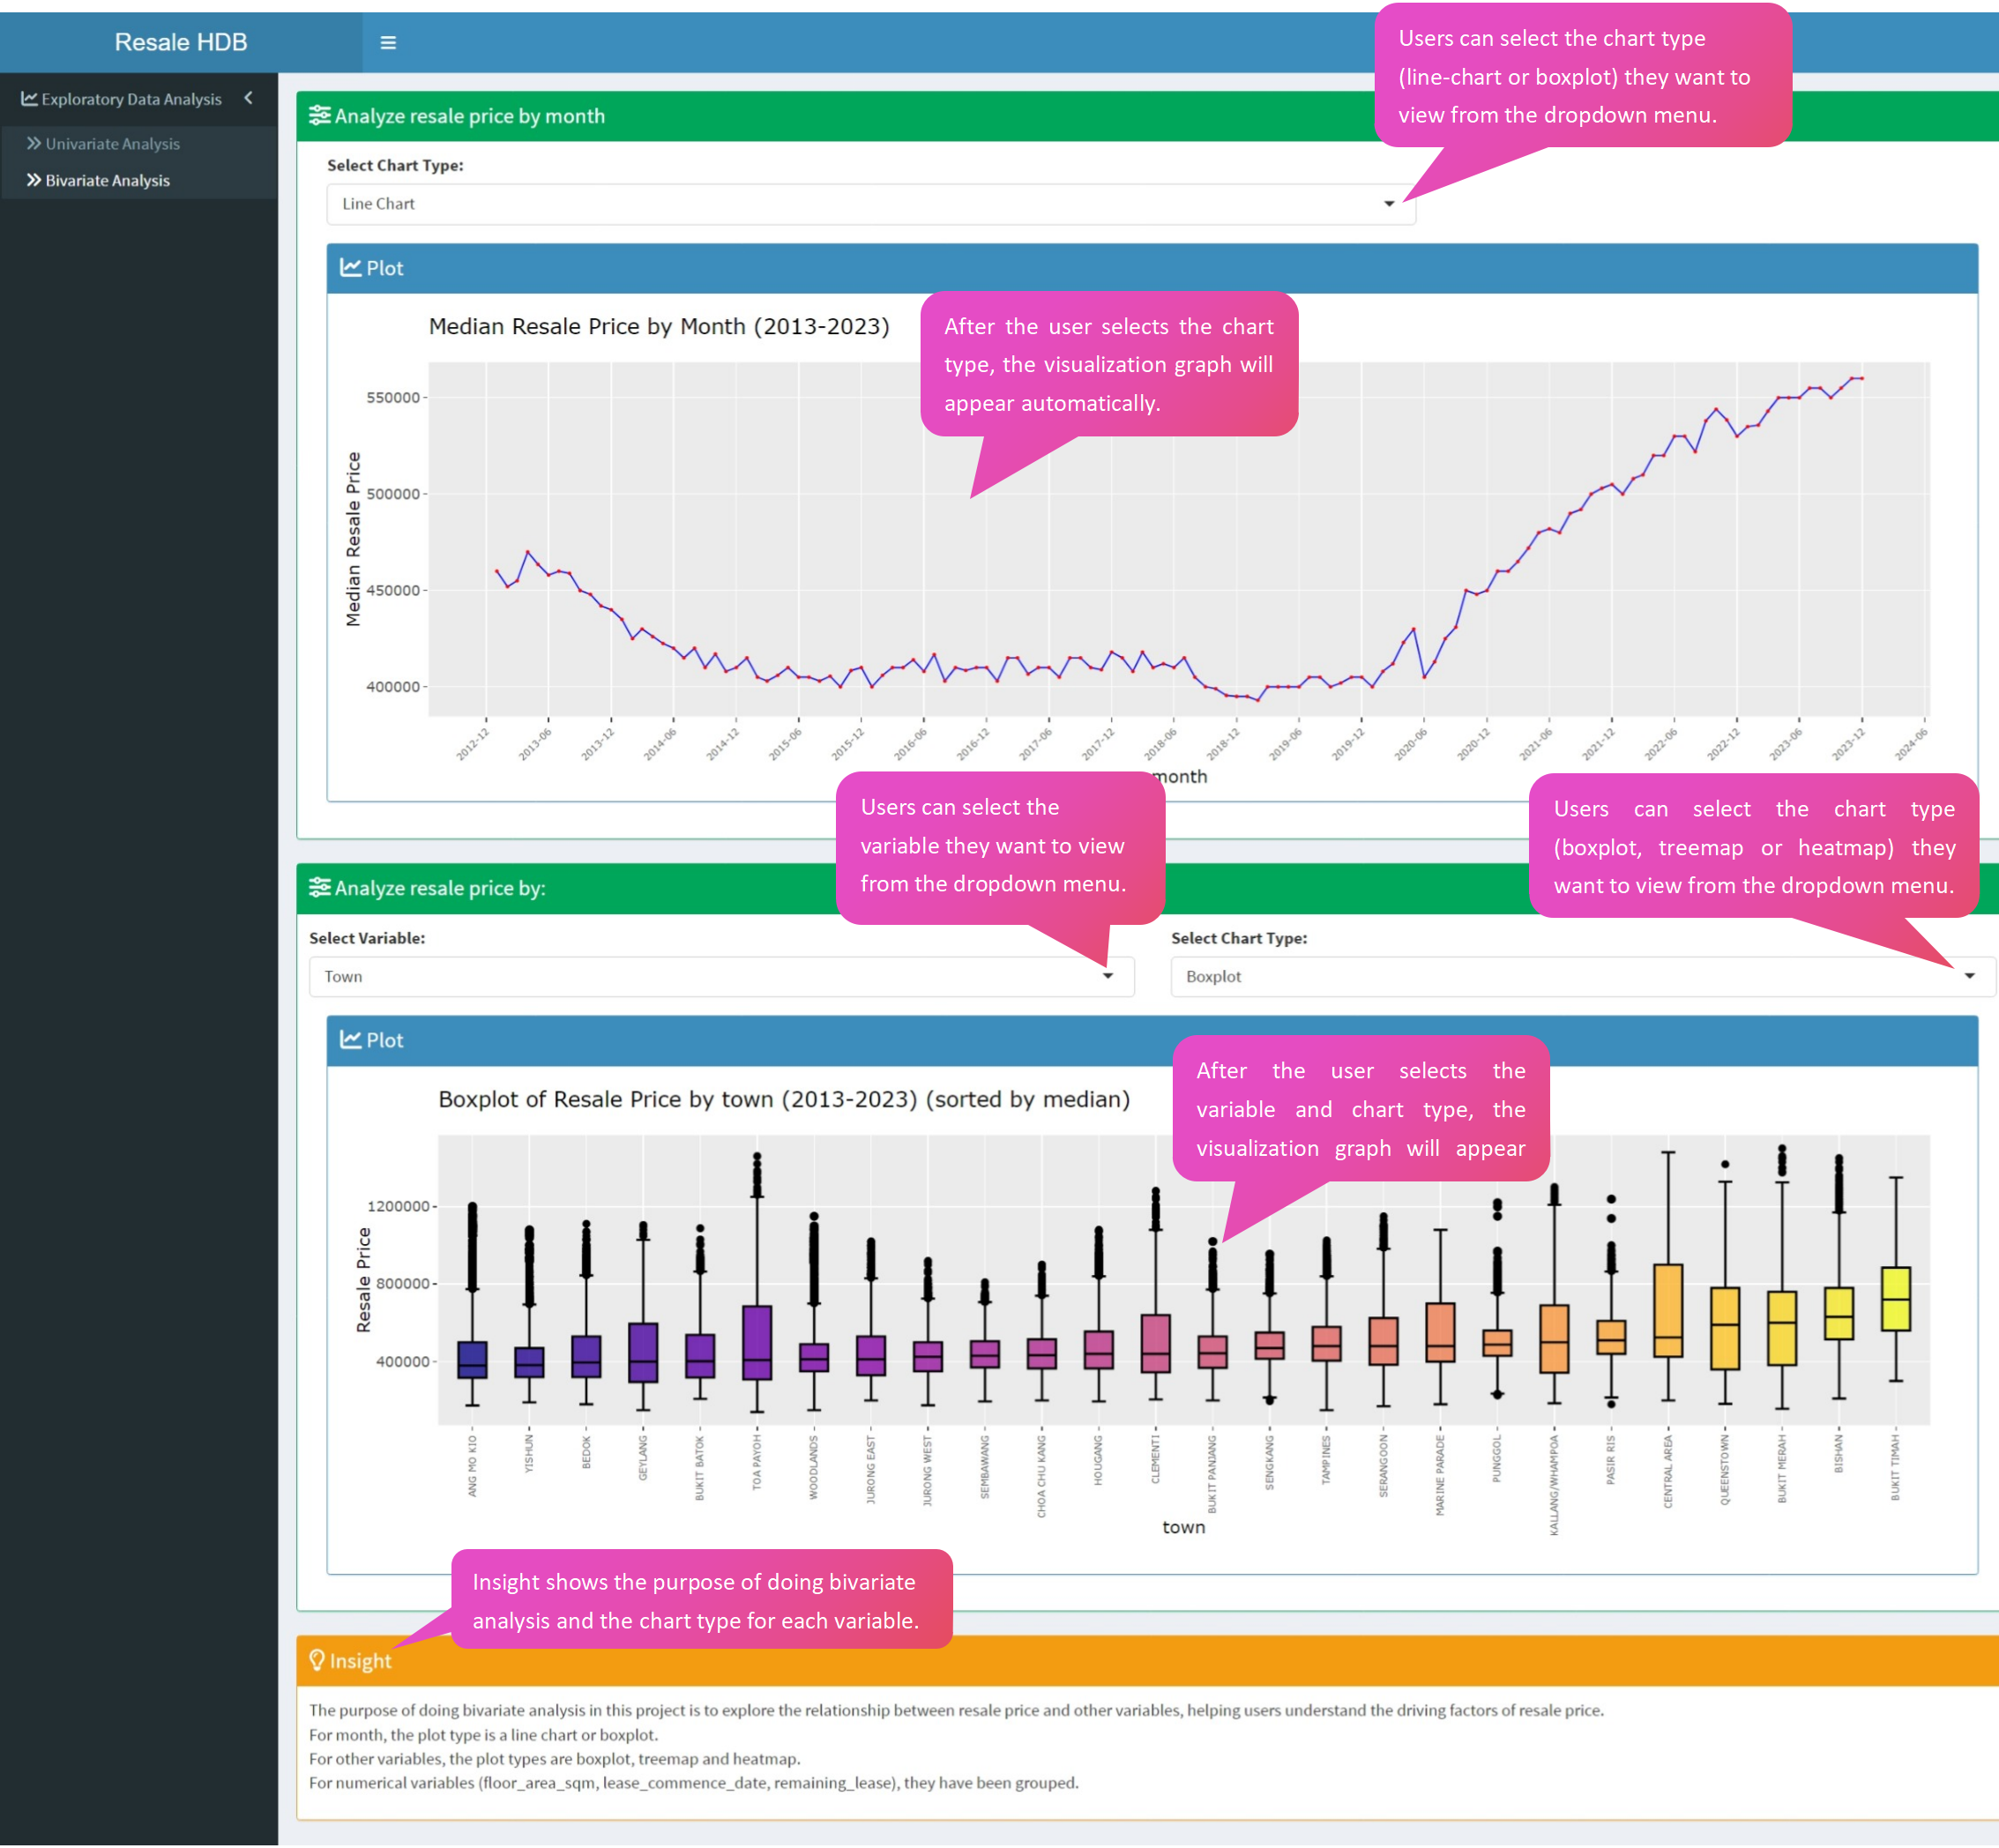 Resale HDB
Users can select the chart type
(line-chart or boxplot) they want to
view from the dropdown menu.
Exploratory Data Analysis
Univariate Analysis
Bivariate Analysis
Analyze resale price by month
Select Chart Type:
Line Chart
Plot
Median Resale Price by Month (2013-2023)
After the user selects the chart
type, the visualization graph will
appear automatically.
Median Resale Price
550000
500000
450000
400000
2012-12
2013-06
2013-12
2014-06
2014-12
2015-06
2015-12
2016-06
2016-12
2017-06
2017-12
2018-06
2018-12
2019-06
2019-12
2020-06
2020-12
2021-06
2021-12
2022-06
2022-12
2023-06
2023-12
2024-06
month
Users can select the
variable they want to view
from the dropdown menu.
Users can select the chart type
(boxplot, treemap or heatmap) they
want to view from the dropdown menu.
Analyze resale price by:
Select Variable:
Town
Select Chart Type:
Boxplot
Plot
Boxplot of Resale Price by town (2013-2023) (sorted by median)
After the user selects the
variable and chart type, the
visualization graph will appear
Resale Price
1200000
800000
400000
ANG MO KIO
YISHUN
BEDOK
GEYLANG
BUKIT BATOK
TOA PAYOH
WOODLANDS
JURONG EAST
JURONG WEST
SEMBAWANG
CHOA CHU KANG
HOUGANG
CLEMENTI
BUKIT PANJANG
SENGKANG
TAMPINES
SERANGOON
MARINE PARADE
PUNGGOL
KALLANG/WHAMPOA
PASIR RIS
CENTRAL AREA
QUEENSTOWN
BUKIT MERAH
BISHAN
BUKIT TIMAH
town
Insight shows the purpose of doing bivariate
analysis and the chart type for each variable.
Insight
The purpose of doing bivariate analysis in this project is to explore the relationship between resale price and other variables, helping users understand the driving factors of resale price.
For month, the plot type is a line chart or boxplot.
For other variables, the plot types are boxplot, treemap and heatmap.
For numerical variables (floor_area_sqm, lease_commence_date, remaining_lease), they have been grouped.